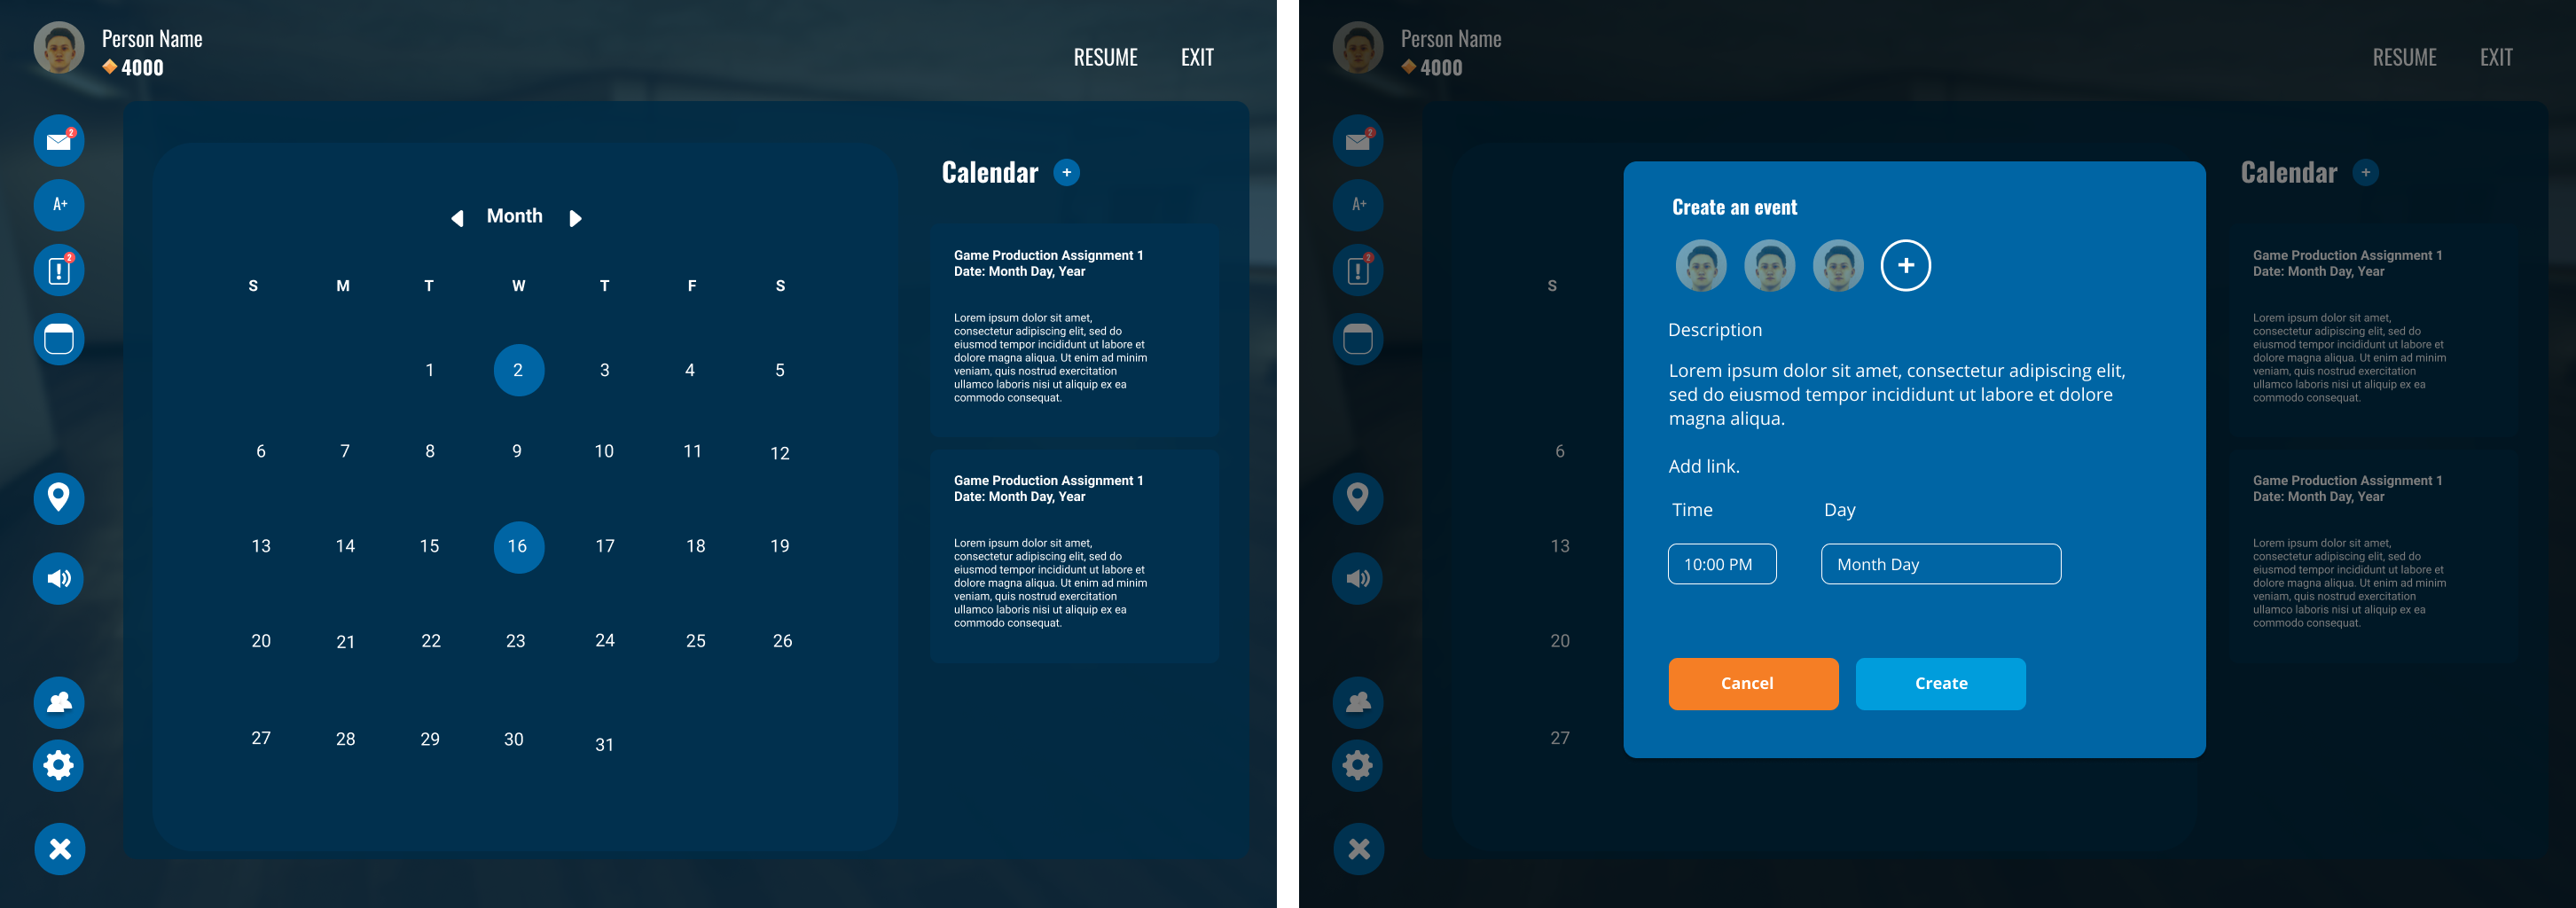 Person Name
4000
RESUME EXIT
2
A+
2
Month
S M T W T F S
1 2 3 4 5
6 7 8 9 10 11 12
13 14 15 16 17 18 19
20 21 22 23 24 25 26
27 28 29 30 31
Calendar +
Game Production Assignment 1
Date: Month Day, Year
Lorem ipsum dolor sit amet,
consectetur adipiscing elit, sed do
eiusmod tempor incididunt ut labore et
dolore magna aliqua. Ut enim ad minim
veniam, quis nostrud exercitation
ullamco laboris nisi ut aliquip ex ea
commodo consequat.
Game Production Assignment 1
Date: Month Day, Year
Lorem ipsum dolor sit amet,
consectetur adipiscing elit, sed do
eiusmod tempor incididunt ut labore et
dolore magna aliqua. Ut enim ad minim
veniam, quis nostrud exercitation
ullamco laboris nisi ut aliquip ex ea
commodo consequat.
Person Name
4000
RESUME EXIT
2
A+
2
S
6
13
20
27
Create an event
+
Description
Lorem ipsum dolor sit amet, consectetur adipiscing elit,
sed do eiusmod tempor incididunt ut labore et dolore
magna aliqua.
Add link.
Time Day
10:00 PM Month Day
Cancel Create
Calendar +
Game Production Assignment 1
Date: Month Day, Year
Lorem ipsum dolor sit amet,
consectetur adipiscing elit, sed do
eiusmod tempor incididunt ut labore et
dolore magna aliqua. Ut enim ad minim
veniam, quis nostrud exercitation
ullamco laboris nisi ut aliquip ex ea
commodo consequat.
Game Production Assignment 1
Date: Month Day, Year
Lorem ipsum dolor sit amet,
consectetur adipiscing elit, sed do
eiusmod tempor incididunt ut labore et
dolore magna aliqua. Ut enim ad minim
veniam, quis nostrud exercitation
ullamco laboris nisi ut aliquip ex ea
commodo consequat.